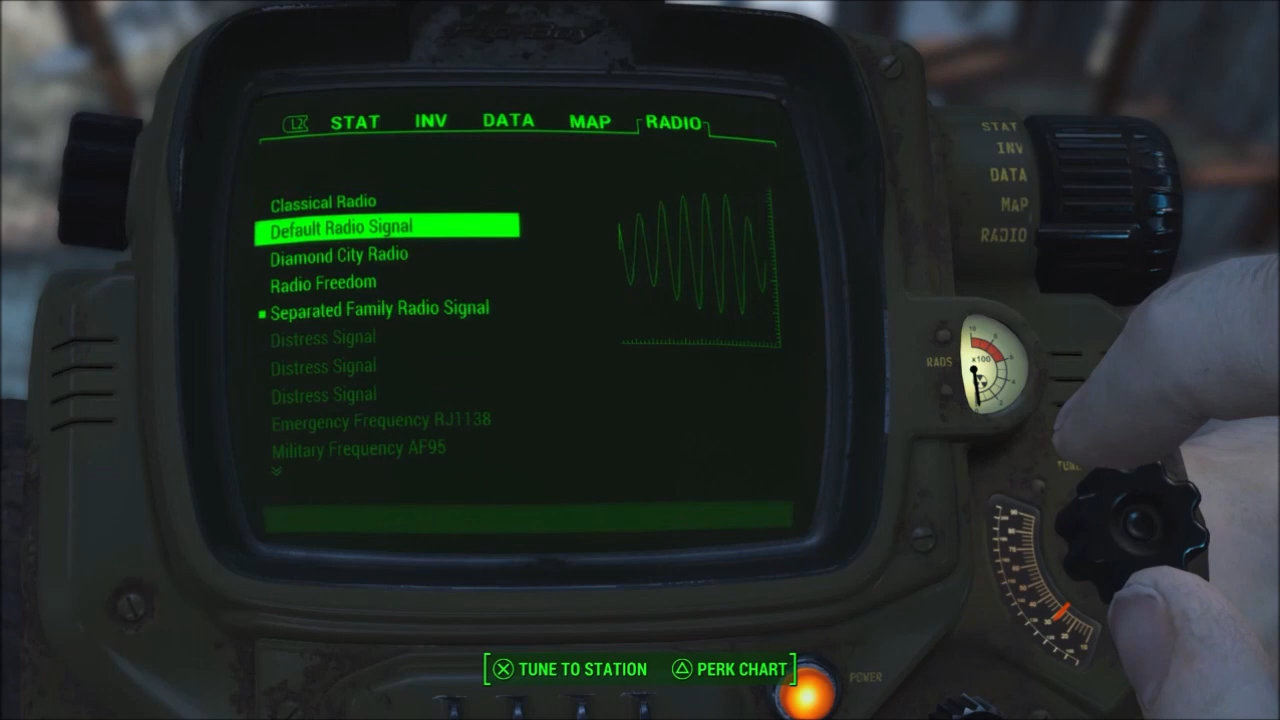 L2 STAT INV DATA MAP RADIO
Classical Radio
Default Radio Signal
Diamond City Radio
Radio Freedom
Separated Family Radio Signal
Distress Signal
Distress Signal
Distress Signal
Emergency Frequency RJ1138
Military Frequency AF95
STAT
INV
DATA
MAP
RADIO
RADS
x100
TUNE TO STATION PERK CHART
POWER